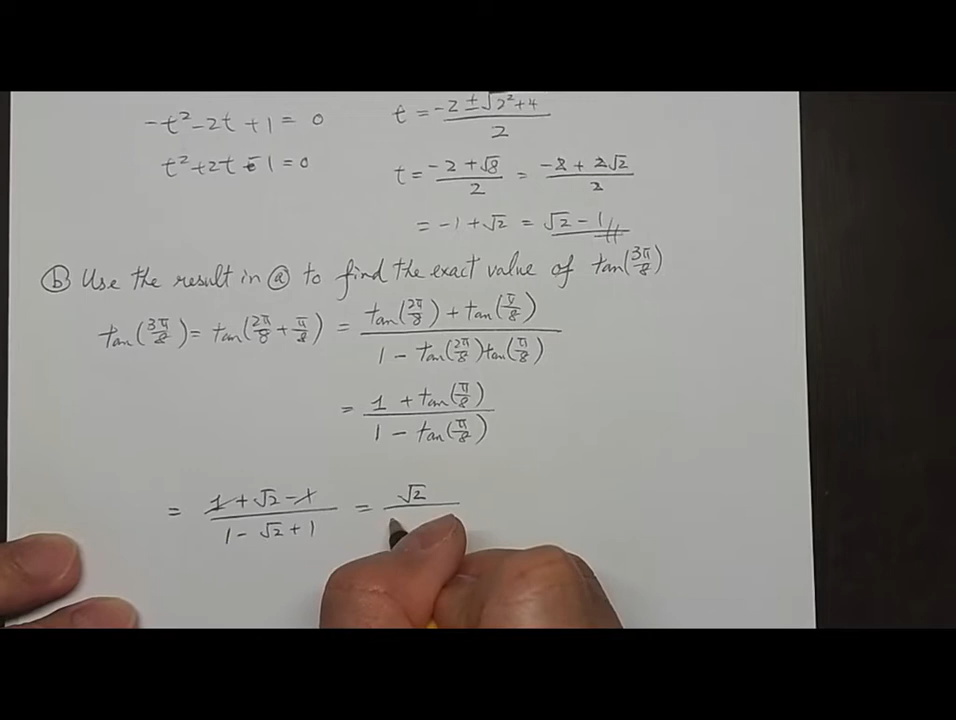 -t² - 2t + 1 = 0
t² + 2t - 1 = 0
t = (-2 ± √(2² + 4))/2
t = (-2 + √8)/2 = (-2 + 2√2)/2
= -1 + √2 = √2 - 1 //
ⓑ Use the result in ⓐ to find the exact value of tan(3π/8)
tan(3π/8) = tan(2π/8 + π/8) = (tan(2π/8) + tan(π/8))/(1 - tan(2π/8)tan(π/8))
= (1 + tan(π/8))/(1 - tan(π/8))
= (1 + √2 - 1)/(1 - √2 + 1) = √2